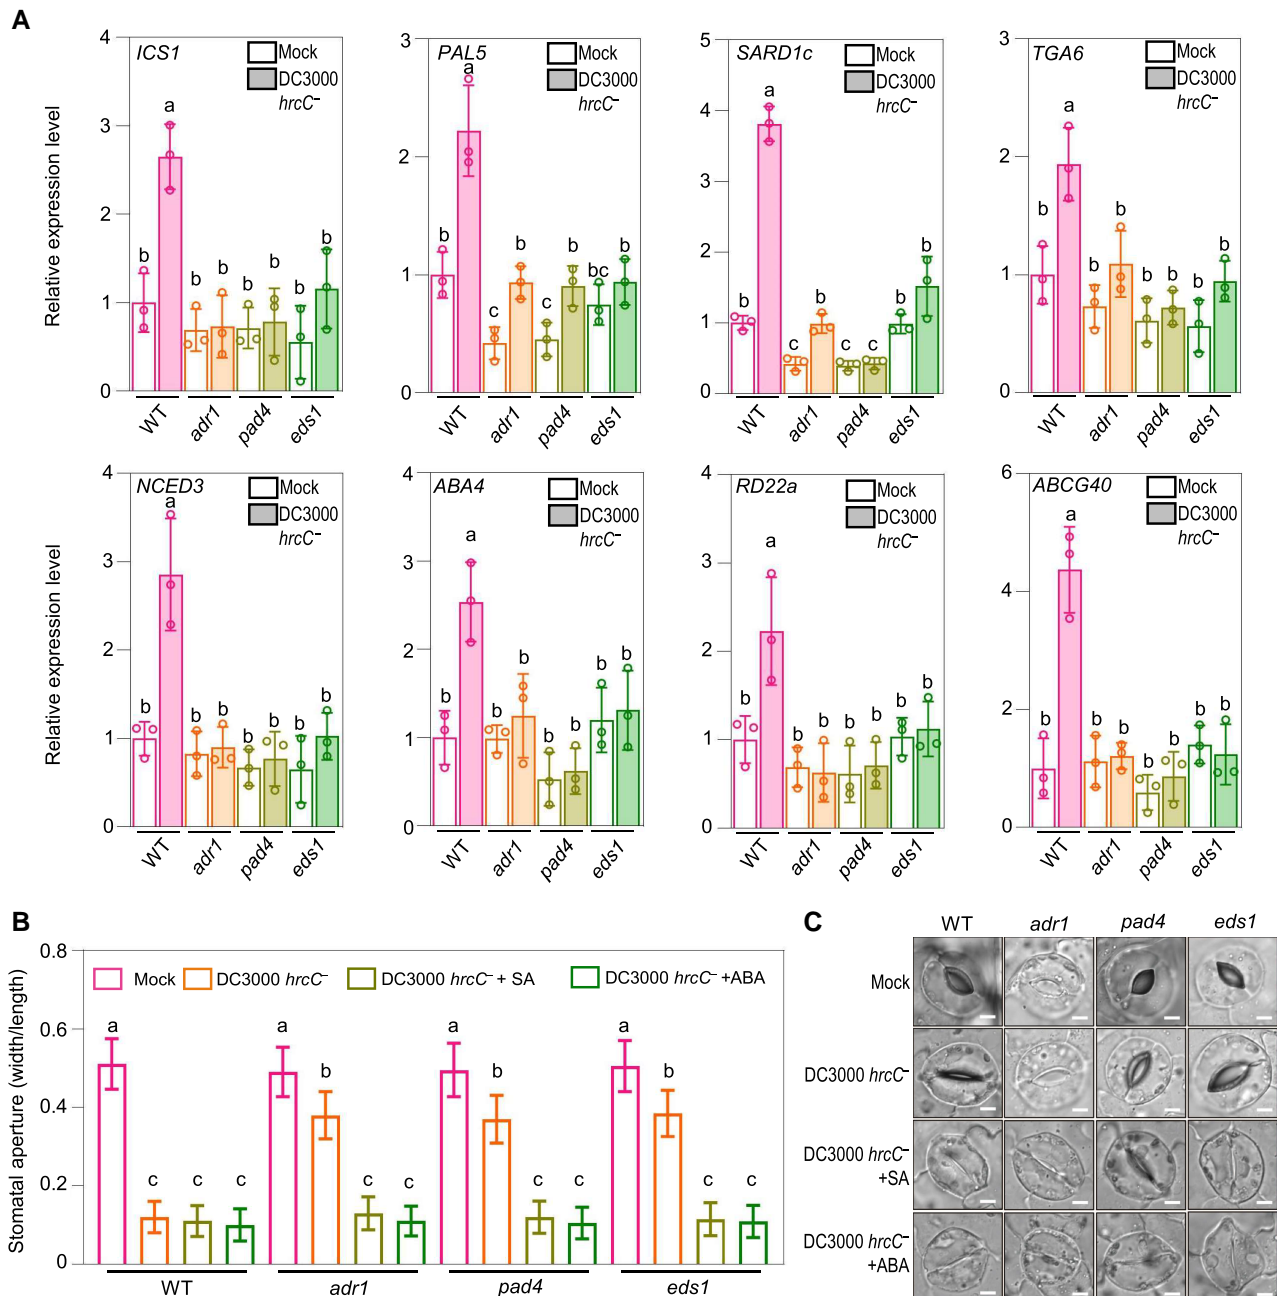 A
ICS1
Mock
DC3000
hrcC–
Relative expression level
4
3
2
1
0
a
b
b
b
b
b
b
b
WT
adr1
pad4
eds1
PAL5
Mock
DC3000
hrcC–
3
2
1
0
a
b
c
b
c
b
bc
b
WT
adr1
pad4
eds1
SARD1c
Mock
DC3000
hrcC–
5
4
3
2
1
0
a
b
c
b
c
c
b
b
WT
adr1
pad4
eds1
TGA6
Mock
DC3000
hrcC–
3
2
1
0
a
b
b
b
b
b
b
b
WT
adr1
pad4
eds1
NCED3
Mock
DC3000
hrcC–
Relative expression level
4
3
2
1
0
a
b
b
b
b
b
b
b
WT
adr1
pad4
eds1
ABA4
Mock
DC3000
hrcC–
4
3
2
1
0
a
b
b
b
b
b
b
b
WT
adr1
pad4
eds1
RD22a
Mock
DC3000
hrcC–
4
3
2
1
0
a
b
b
b
b
b
b
b
WT
adr1
pad4
eds1
ABCG40
Mock
DC3000
hrcC–
6
4
2
0
a
b
b
b
b
b
b
b
WT
adr1
pad4
eds1
B
Stomatal aperture (width/length)
0.8
0.6
0.4
0.2
0
Mock
DC3000 hrcC–
DC3000 hrcC– + SA
DC3000 hrcC– +ABA
a
c
c
c
a
b
c
c
a
b
c
c
a
b
c
c
WT
adr1
pad4
eds1
C
WT
adr1
pad4
eds1
Mock
DC3000 hrcC–
DC3000 hrcC–
+SA
DC3000 hrcC–
+ABA